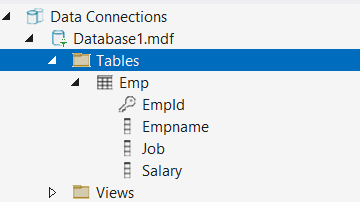 Data Connections
Database1.mdf
Tables
Emp
EmpId
Empname
Job
Salary
Views